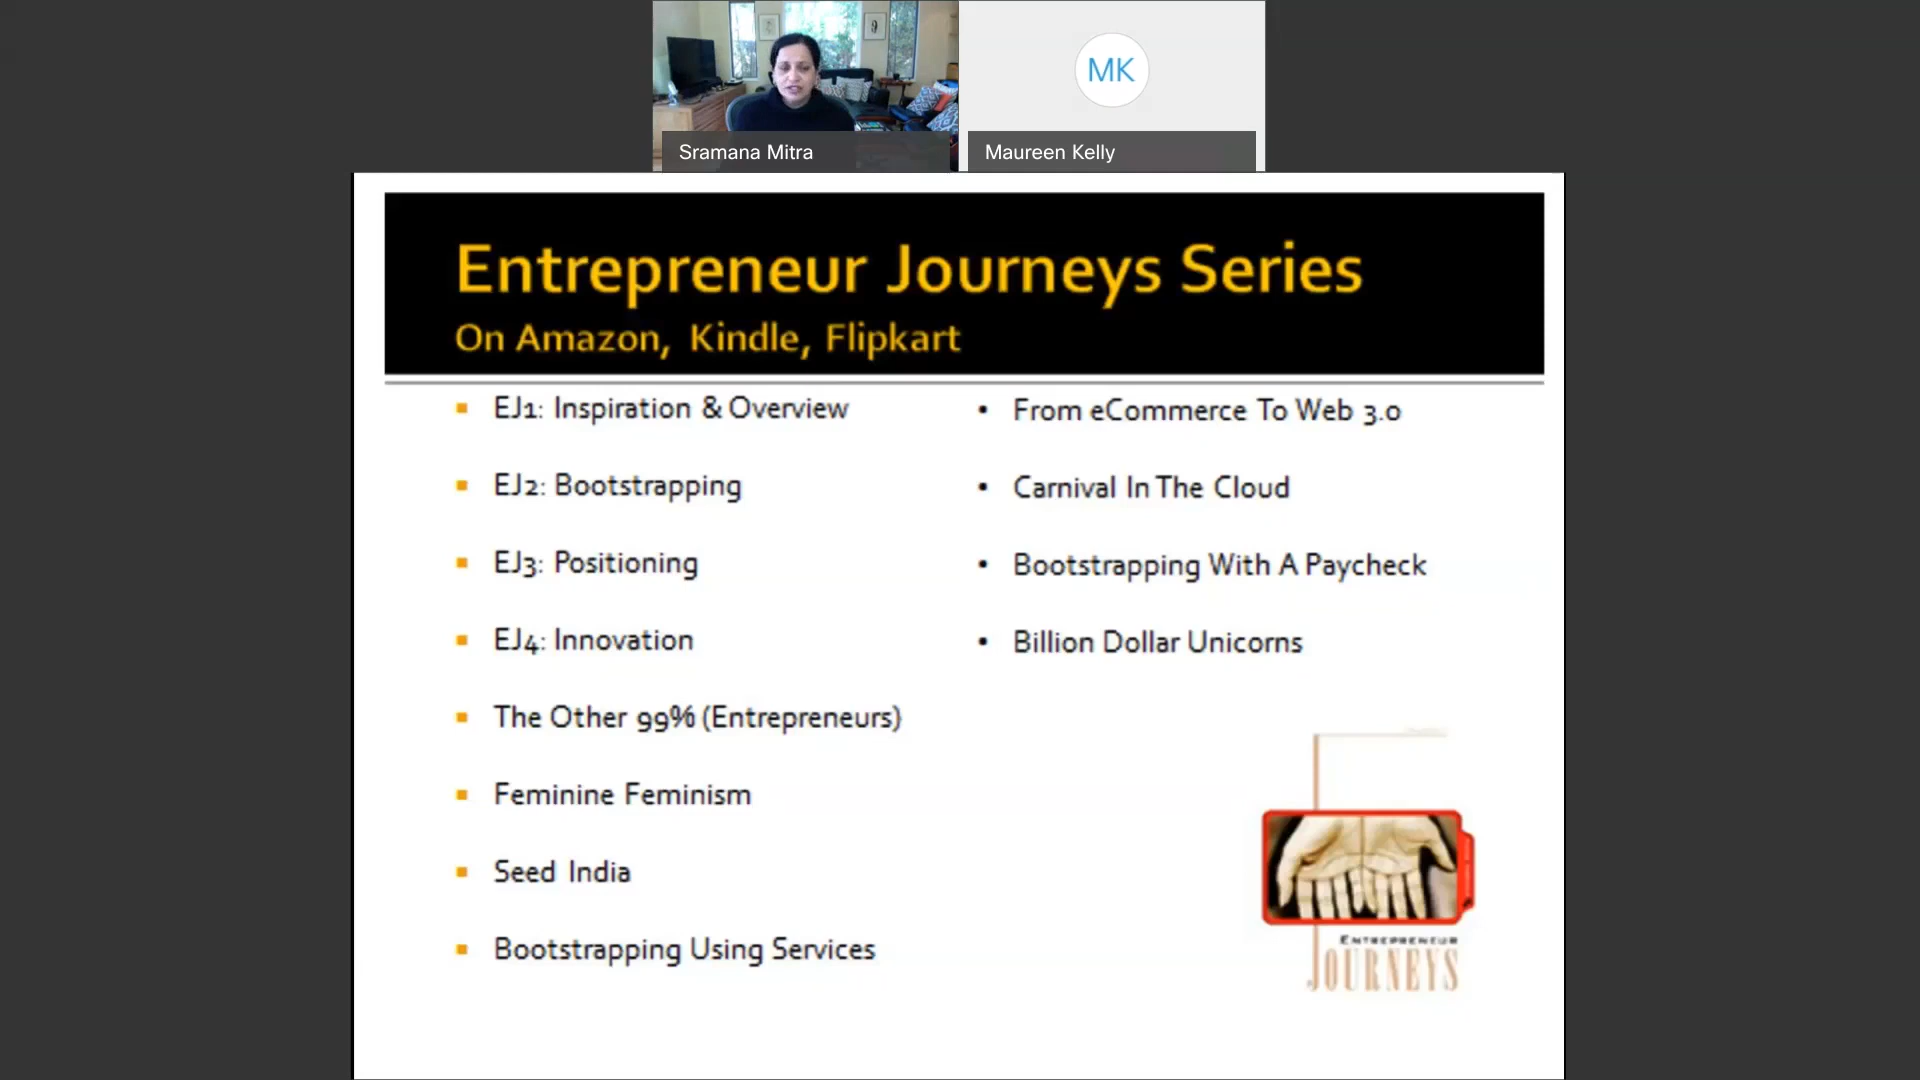 Sramana Mitra
MK
Maureen Kelly
Entrepreneur Journeys Series
On Amazon, Kindle, Flipkart
EJ1: Inspiration & Overview
EJ2: Bootstrapping
EJ3: Positioning
EJ4: Innovation
The Other 99% (Entrepreneurs)
Feminine Feminism
Seed India
Bootstrapping Using Services
From eCommerce To Web 3.0
Carnival In The Cloud
Bootstrapping With A Paycheck
Billion Dollar Unicorns
ENTREPRENEUR
JOURNEYS